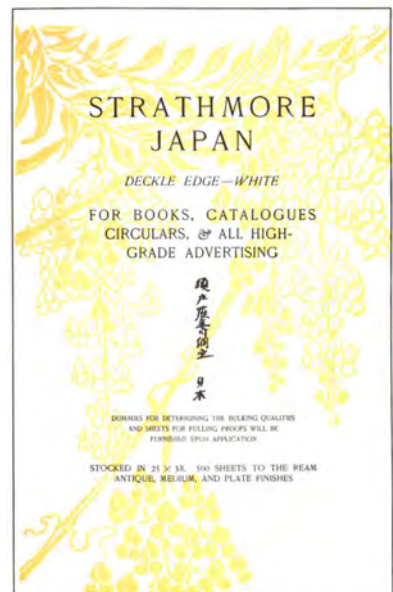 STRATHMORE
JAPAN
DECKLE EDGE—WHITE
FOR BOOKS, CATALOGUES
CIRCULARS, & ALL HIGH-
GRADE ADVERTISING
日本
DUMMIES FOR DETERMINING THE BULKING QUALITIES
AND SHEETS FOR PULLING PROOFS WILL BE
FURNISHED UPON APPLICATION
STOCKED IN 25 × 38. 500 SHEETS TO THE REAM
ANTIQUE, MEDIUM, AND PLATE FINISHES